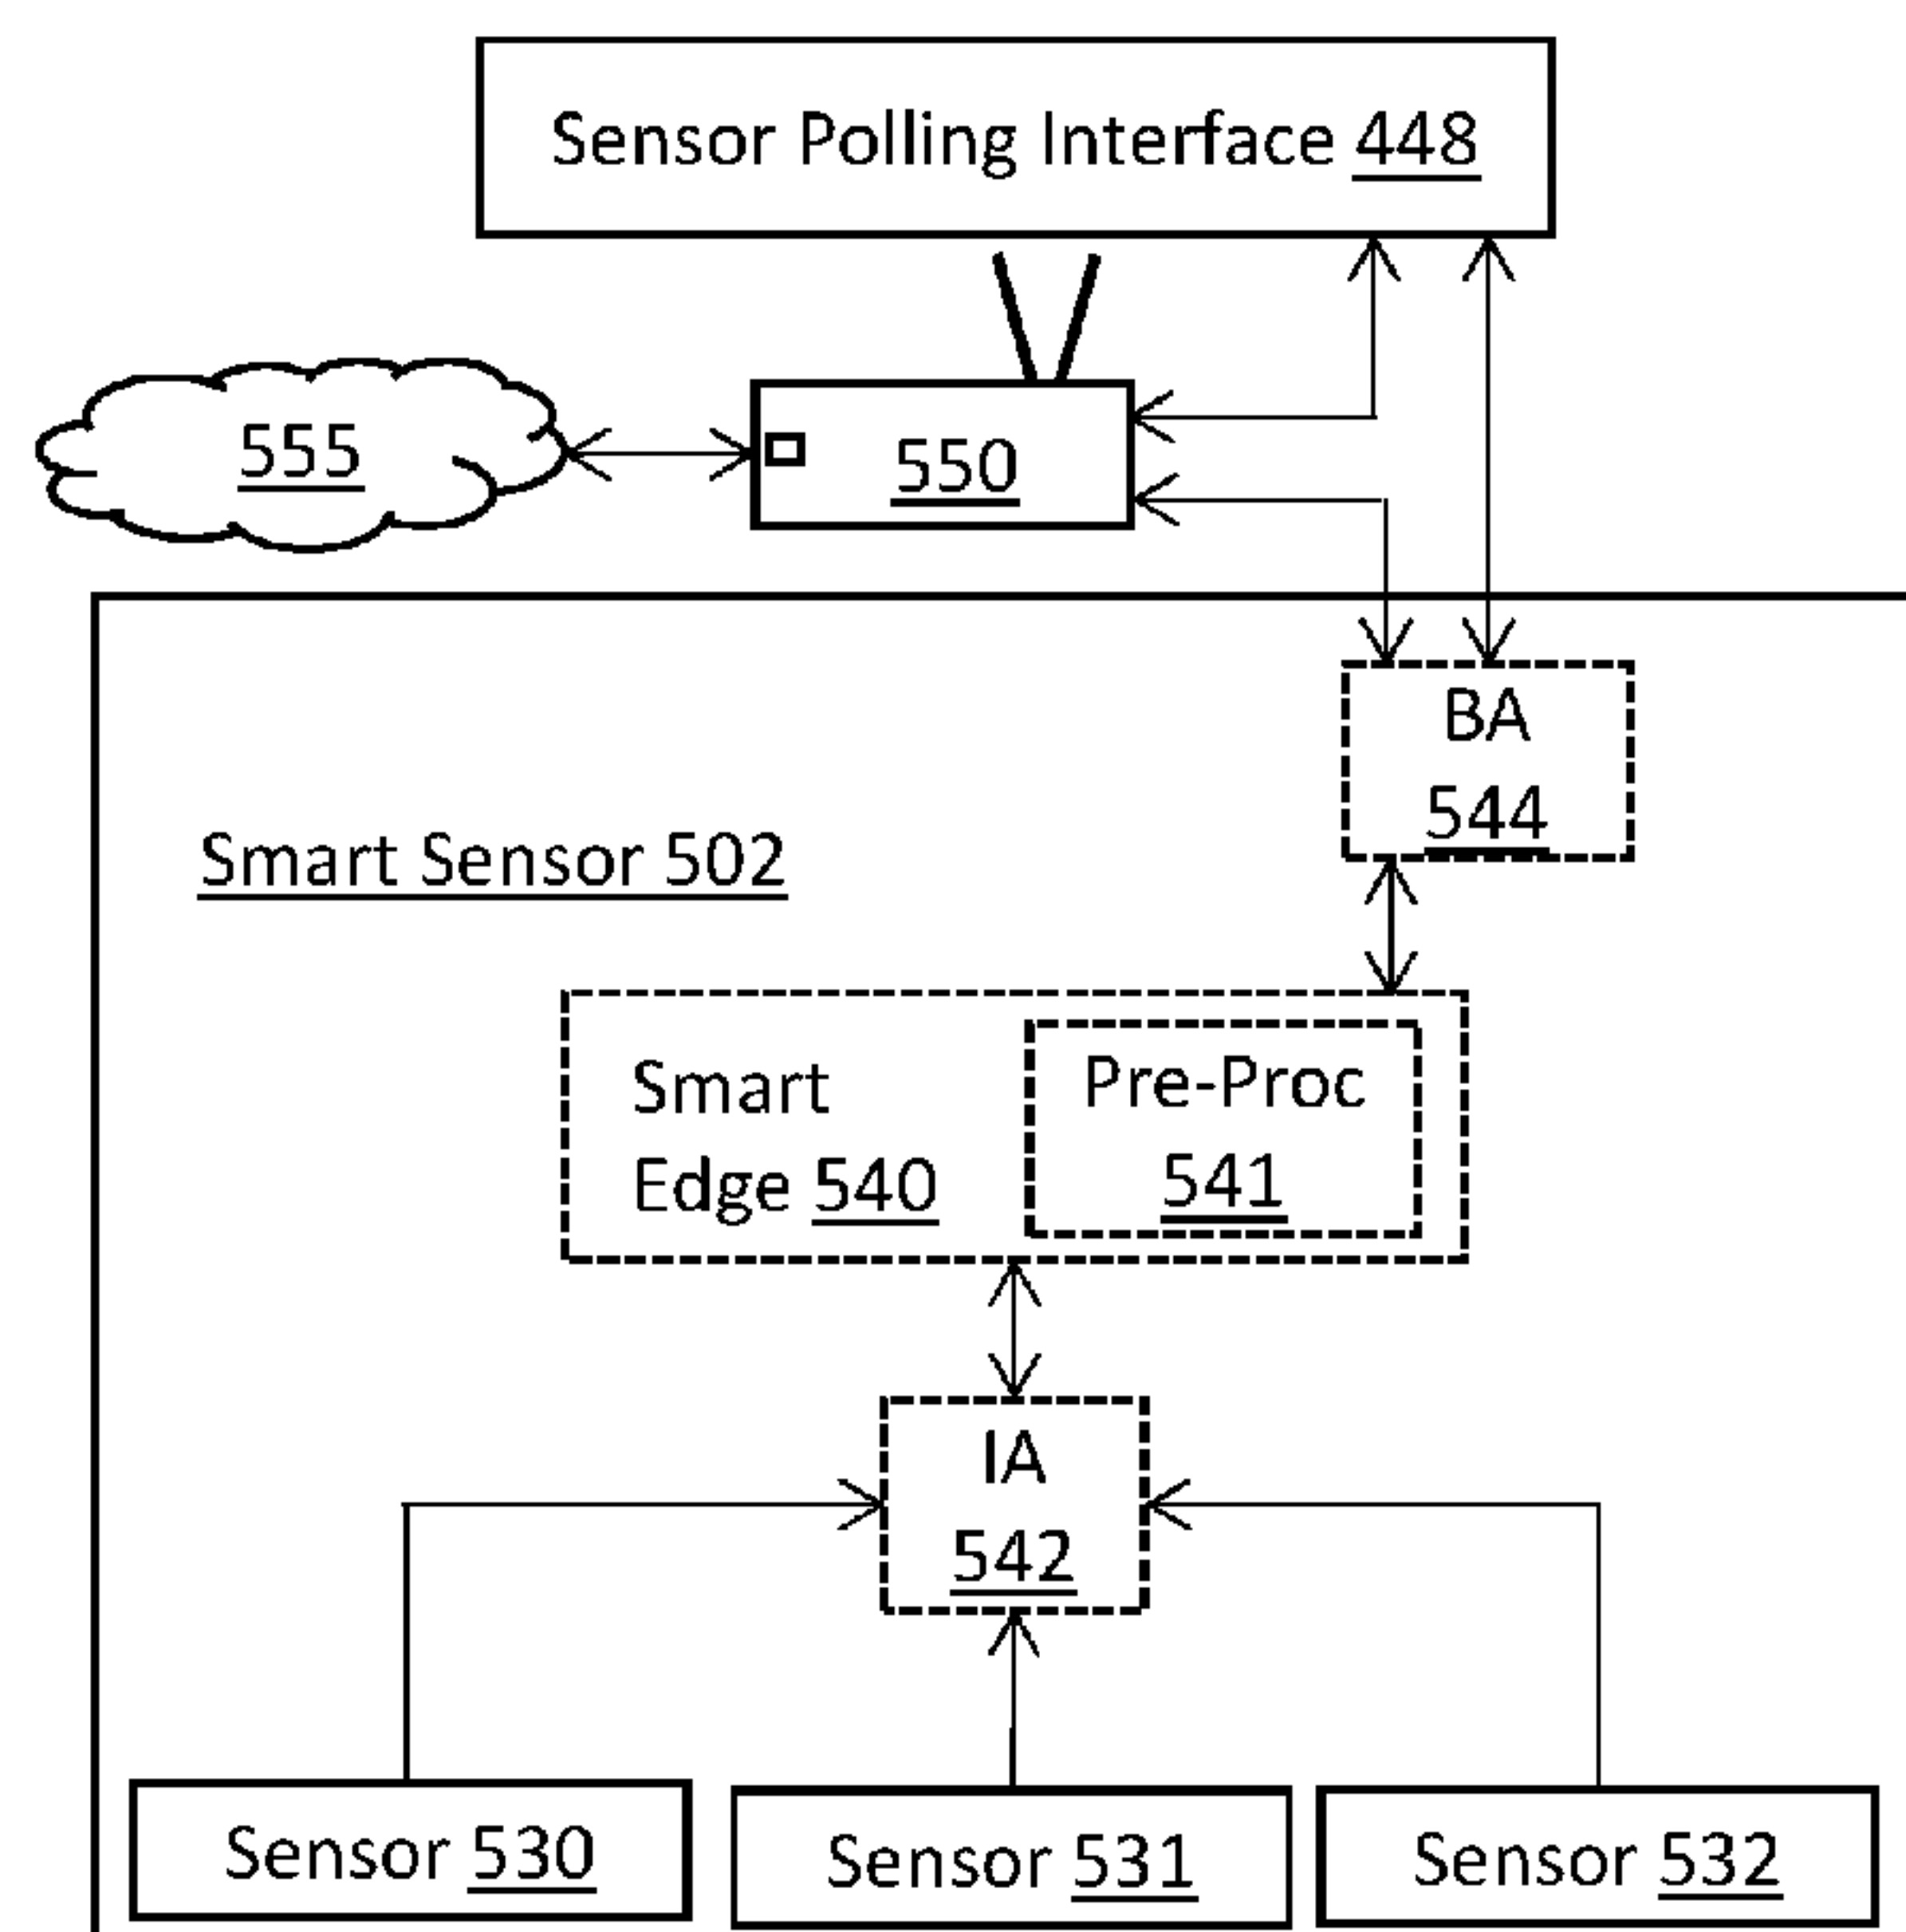 Sensor Polling Interface 448
555
550
BA
544
Smart Sensor 502
Smart
Edge 540
Pre-Proc
541
IA
542
Sensor 530
Sensor 531
Sensor 532